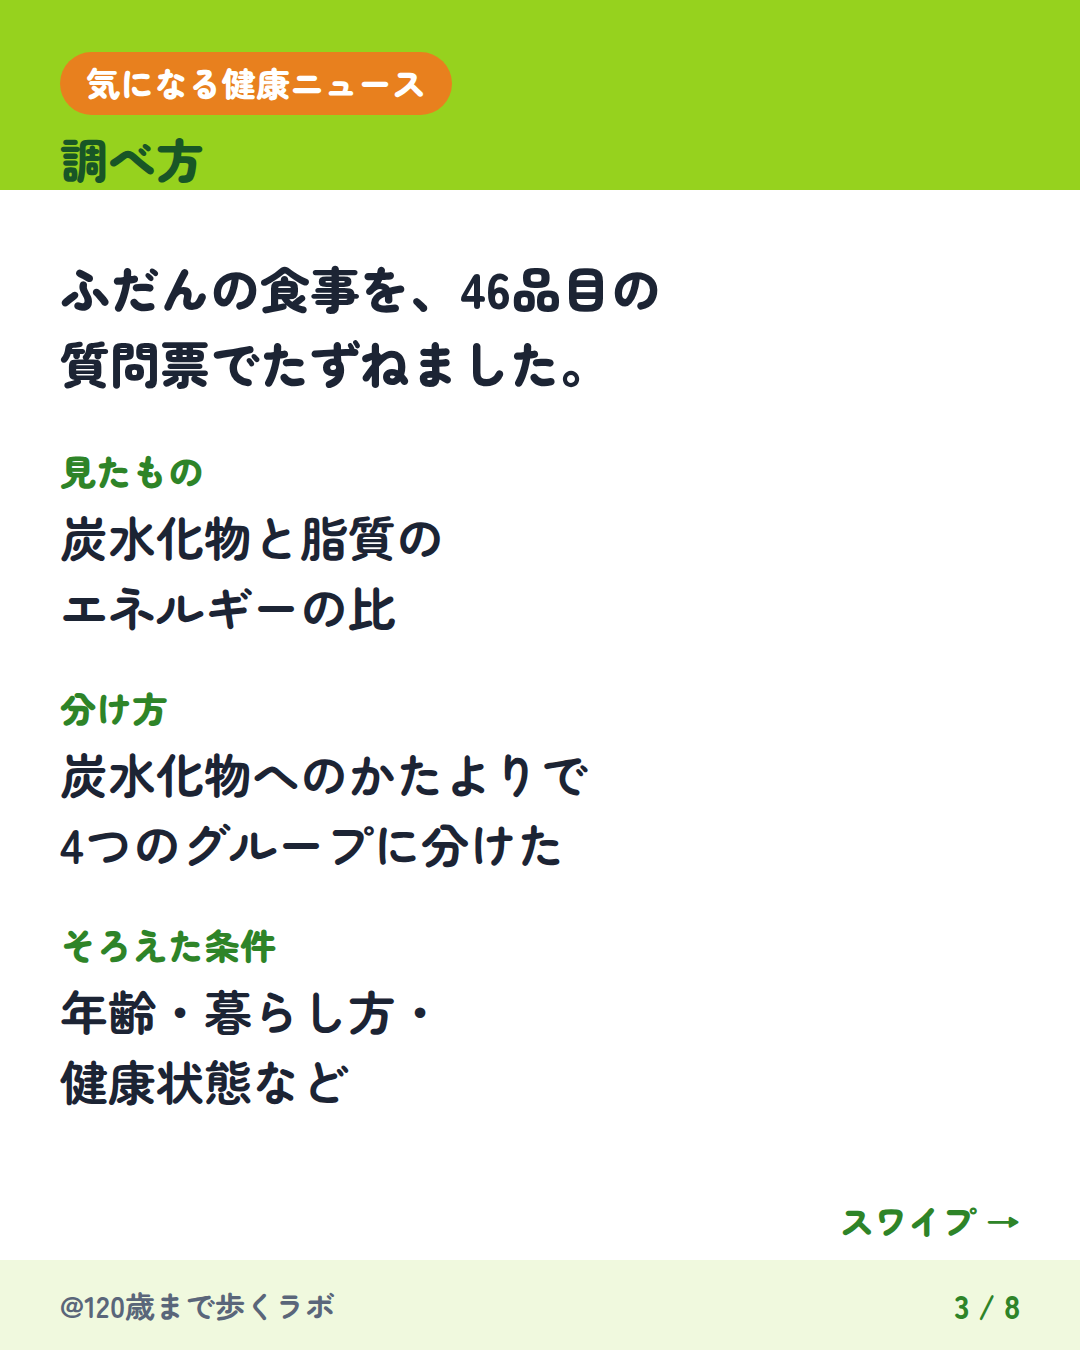 気になる健康ニュース
調べ方
ふだんの食事を、46品目の
質問票でたずねました。
見たもの
炭水化物と脂質の
エネルギーの比
分け方
炭水化物へのかたよりで
4つのグループに分けた
そろえた条件
年齢・暮らし方・
健康状態など
スワイプ →
@120歳まで歩くラボ
3 / 8